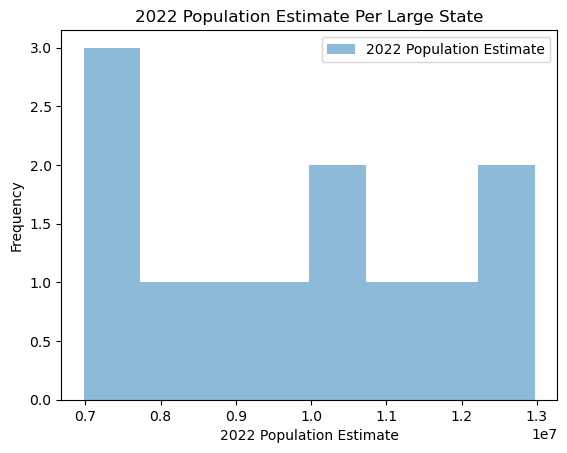 2022 Population Estimate Per Large State
2022 Population Estimate
3.0
2.5
2.0
1.5
1.0
0.5
0.0
Frequency
0.7 0.8 0.9 1.0 1.1 1.2 1.3
1e7
2022 Population Estimate